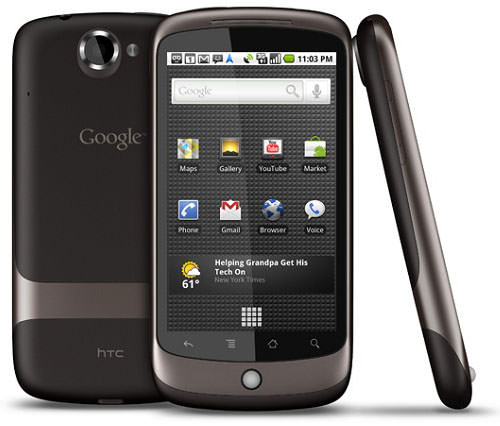 11:03 PM
Google
Google™
Maps
Gallery
YouTube
Market
Phone
Gmail
Browser
Voice
Helping Grandpa Get His
Tech On
New York Times
61°
hTC